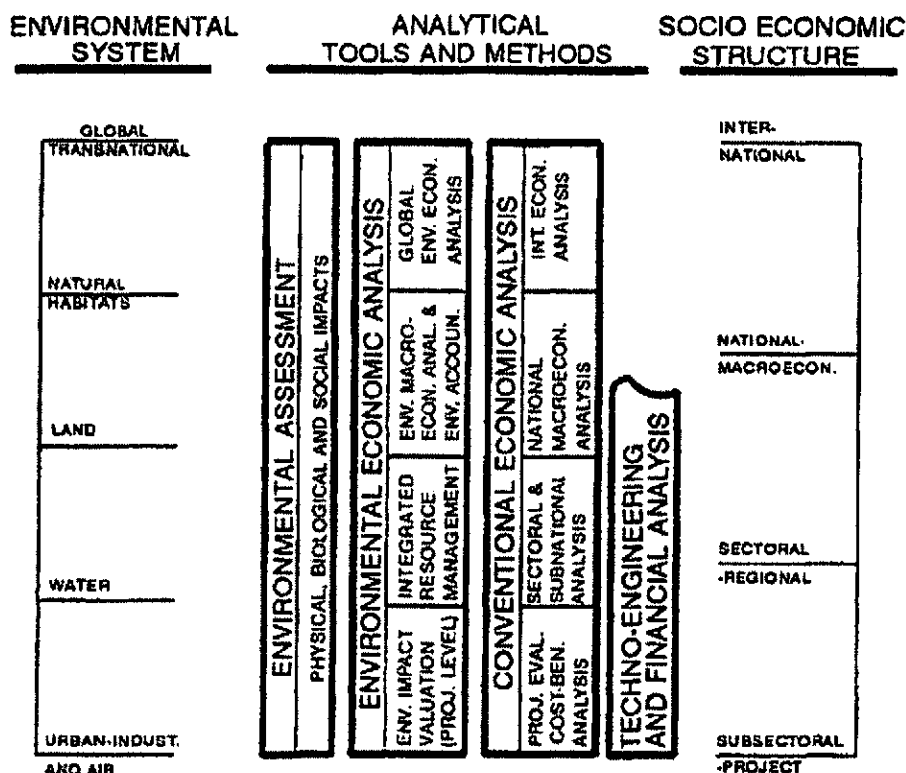 ENVIRONMENTAL
SYSTEM
ANALYTICAL
TOOLS AND METHODS
SOCIO ECONOMIC
STRUCTURE
GLOBAL
TRANSNATIONAL
NATURAL
HABITATS
LAND
WATER
URBAN-INDUST.
AND AIR
ENVIRONMENTAL ASSESSMENT
PHYSICAL, BIOLOGICAL AND SOCIAL IMPACTS
ENVIRONMENTAL ECONOMIC ANALYSIS
GLOBAL
ENV. ECON.
ANALYSIS
ENV. MACRO-
ECON. ANAL. &
ENV. ACCOUN.
INTEGRATED
RESOURCE
MANAGEMENT
ENV. IMPACT
VALUATION
(PROJ. LEVEL)
CONVENTIONAL ECONOMIC ANALYSIS
INT. ECON.
ANALYSIS
NATIONAL
MACROECON.
ANALYSIS
SECTORAL &
SUBNATIONAL
ANALYSIS
PROJ. EVAL.
COST-BEN.
ANALYSIS
TECHNO-ENGINEERING
AND FINANCIAL ANALYSIS
INTER-
NATIONAL
NATIONAL-
MACROECON.
SECTORAL
-REGIONAL
SUBSECTORAL
-PROJECT